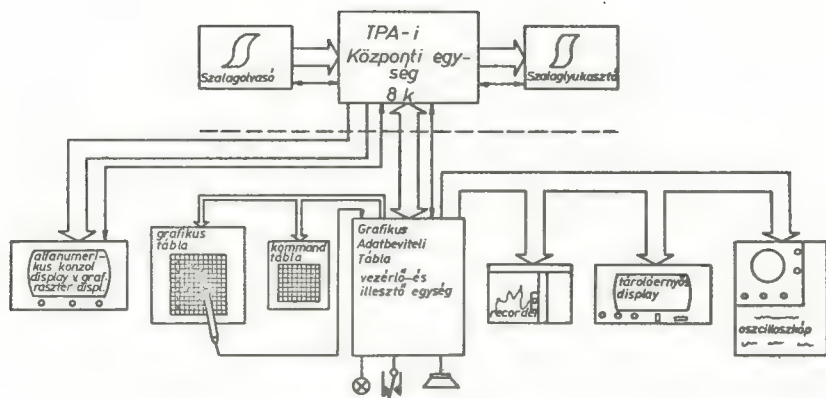 TPA-i
Központi egy-
ség
8k
Szalagolvasó
Szalaglyukasztó
alfanumeri-
kus konzol
display v. graf.
raszter displ.
grafikus
tábla
kommand
tábla
Grafikus
Adatbeviteli
Tábla
vezérlő-és
illesztő egység
recorder
tárolóernyős
display
oszcilloszkóp